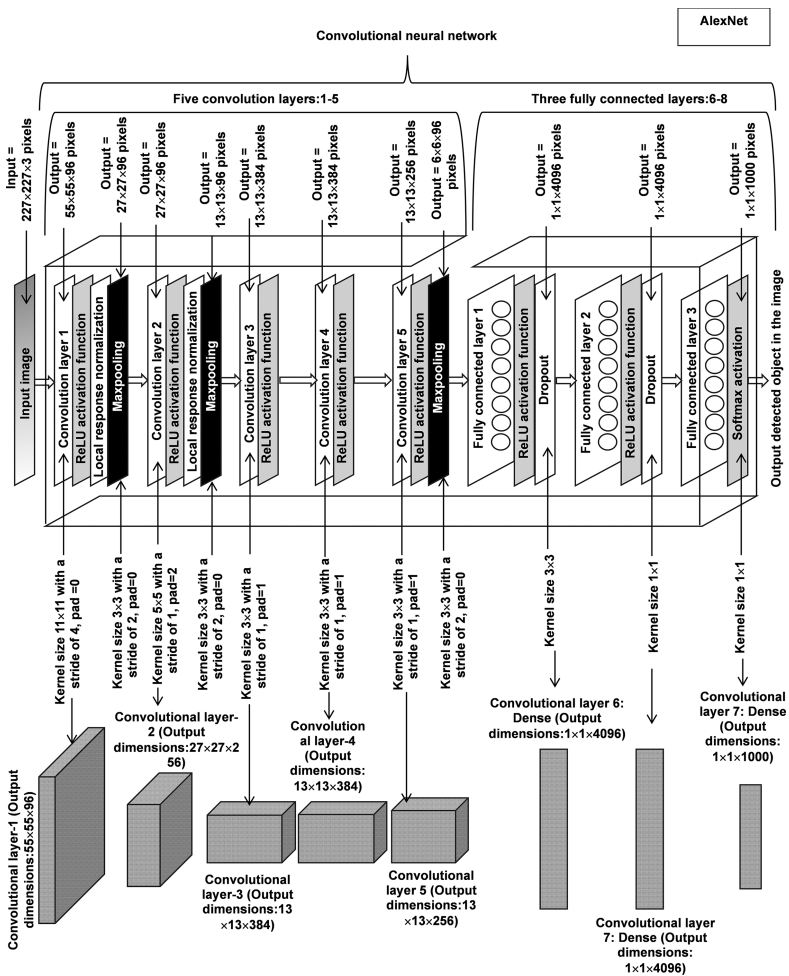 AlexNet
Convolutional neural network
Five convolution layers:1-5
Three fully connected layers:6-8
Input =
227×227×3 pixels
Output =
55×55×96 pixels
Output =
27×27×96 pixels
Output =
27×27×96 pixels
Output =
13×13×96 pixels
Output =
13×13×384 pixels
Output =
13×13×384 pixels
Output =
13×13×256 pixels
Output = 6×6×96
pixels
Output =
1×1×4096 pixels
Output =
1×1×4096 pixels
Output =
1×1×1000 pixels
Input image
Convolution layer 1
ReLU activation function
Local response normalization
Maxpooling
Convolution layer 2
ReLU activation function
Local response normalization
Maxpooling
Convolution layer 3
ReLU activation function
Convolution layer 4
ReLU activation function
Convolution layer 5
ReLU activation function
Maxpooling
Fully connected layer 1
ReLU activation function
Dropout
Fully connected layer 2
ReLU activation function
Dropout
Fully connected layer 3
Softmax activation
Output detected object in the image
Kernel size 11×11 with a
stride of 4, pad =0
Kernel size 3×3 with a
stride of 2, pad=0
Kernel size 5×5 with a
stride of 1, pad=2
Kernel size 3×3 with a
stride of 2, pad=0
Kernel size 3×3 with a
stride of 1, pad=1
Kernel size 3×3 with a
stride of 1, pad=1
Kernel size 3×3 with a
stride of 1, pad=1
Kernel size 3×3 with a
stride of 2, pad=0
Kernel size 3×3
Kernel size 1×1
Kernel size 1×1
Convolutional layer-1 (Output
dimensions:55×55×96)
Convolutional layer-
2 (Output
dimensions:27×27×2
56)
Convolutional
layer-3 (Output
dimensions:13
×13×384)
Convolution
al layer-4
(Output
dimensions:
13×13×384)
Convolutional
layer 5 (Output
dimensions:13
×13×256)
Convolutional layer 6:
Dense (Output
dimensions:1×1×4096)
Convolutional layer
7: Dense (Output
dimensions:
1×1×4096)
Convolutional
layer 7: Dense
(Output
dimensions:
1×1×1000)